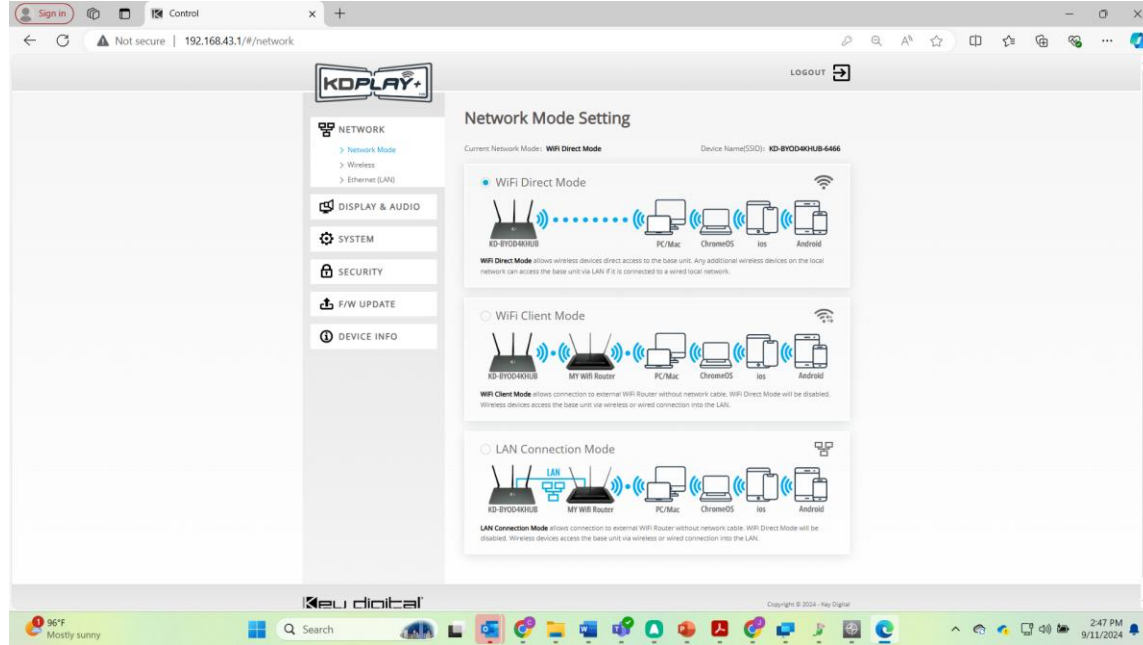 Sign in
Control
Not secure | 192.168.43.1/#/network
KDPLAY+
LOGOUT
NETWORK
> Network Mode
> Wireless
> Ethernet (LAN)
DISPLAY & AUDIO
SYSTEM
SECURITY
F/W UPDATE
DEVICE INFO
Network Mode Setting
Current Network Mode: WiFi Direct Mode
Device Name(SSID): KD-BYOD4KHUB-6466
WiFi Direct Mode
KD-BYOD4KHUB PC/Mac ChromeOS ios Android
WiFi Direct Mode allows wireless devices direct access to the base unit. Any additional wireless devices on the local
network can access the base unit via LAN if it is connected to a wired local network.
WiFi Client Mode
KD-BYOD4KHUB MY Wifi Router PC/Mac ChromeOS ios Android
WiFi Client Mode allows connection to external WiFi Router without network cable. WiFi Direct Mode will be disabled.
Wireless devices access the base unit via wireless or wired connection into the LAN.
LAN Connection Mode
LAN
KD-BYOD4KHUB MY Wifi Router PC/Mac ChromeOS ios Android
LAN Connection Mode allows connection to external WiFi Router without network cable. WiFi Direct Mode will be
disabled. Wireless devices access the base unit via wireless or wired connection into the LAN.
Key digital
Copyright © 2024 - Key Digital
96°F
Mostly sunny
Search
2:47 PM
9/11/2024